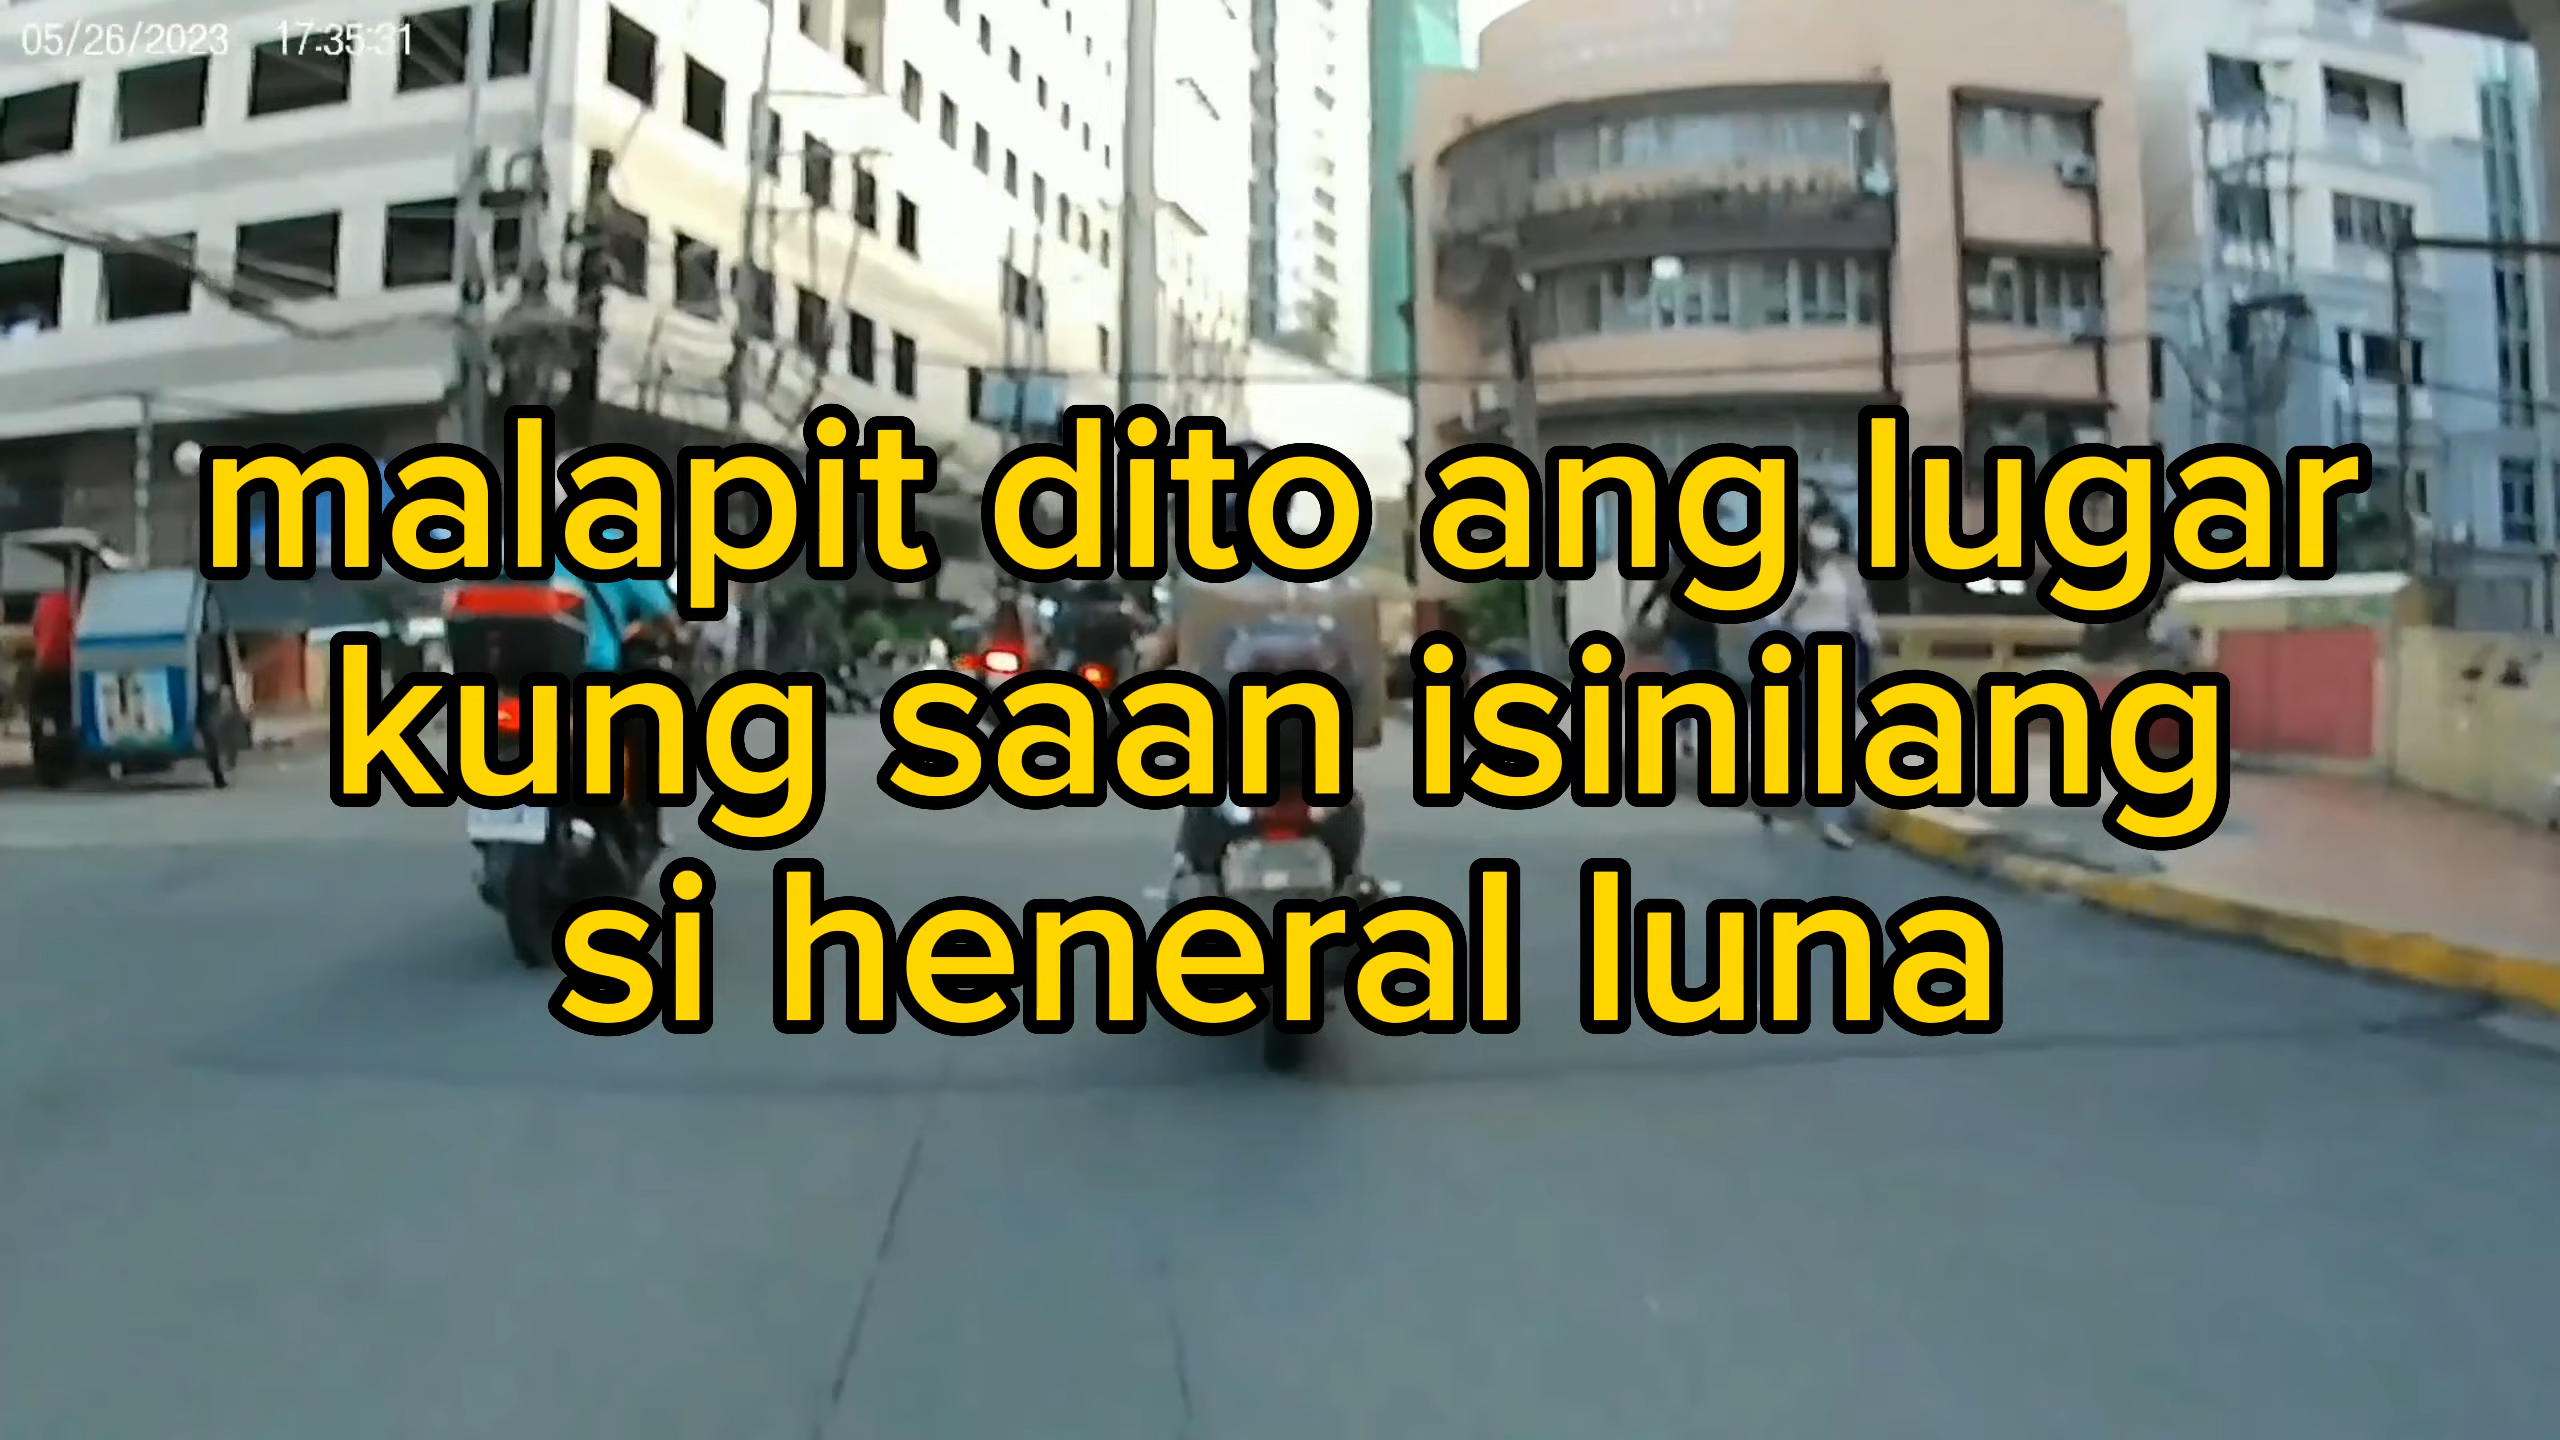 05/26/2023 17:35:31
malapit dito ang lugar
kung saan isinilang
si heneral luna